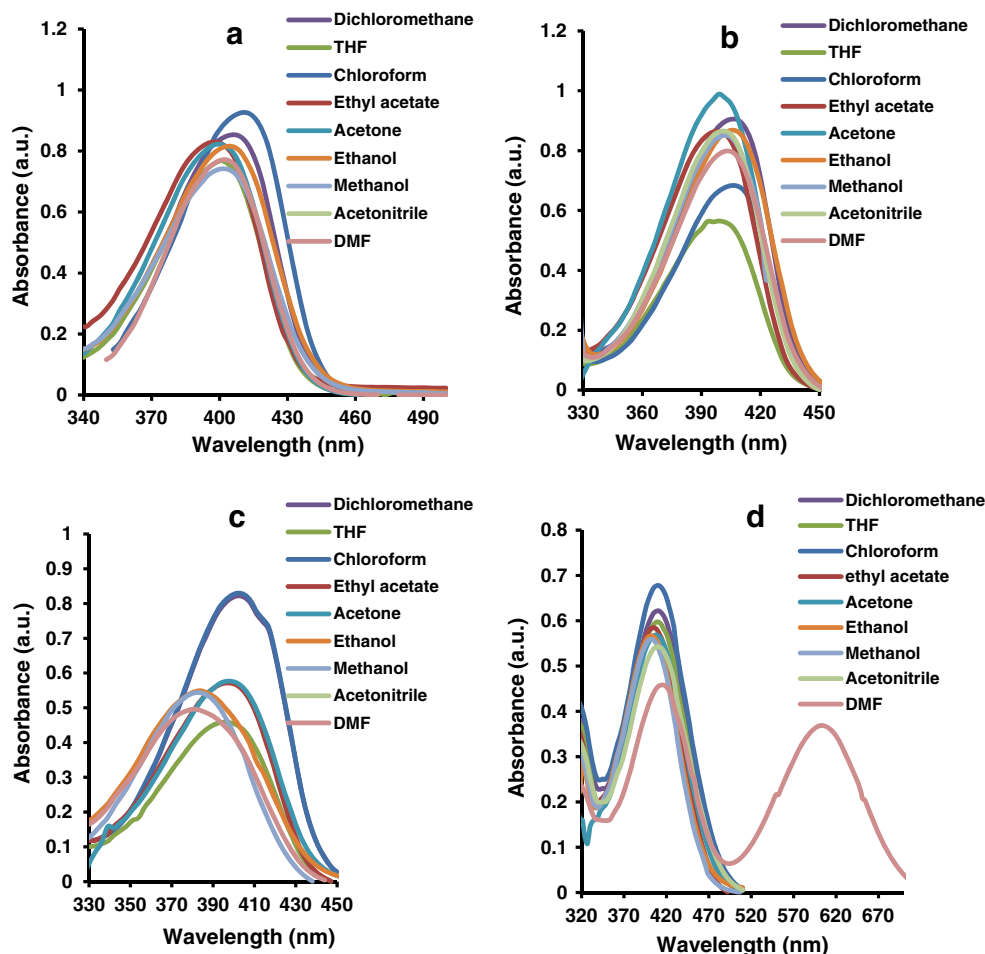 a
Dichloromethane
THF
Chloroform
Ethyl acetate
Acetone
Ethanol
Methanol
Acetonitrile
DMF
Absorbance (a.u.)
1.2
1
0.8
0.6
0.4
0.2
0
340 370 400 430 460 490
Wavelength (nm)
b
Dichloromethane
THF
Chloroform
Ethyl acetate
Acetone
Ethanol
Methanol
Acetonitrile
DMF
Absorbance (a.u.)
1.2
1
0.8
0.6
0.4
0.2
0
330 360 390 420 450
Wavelength (nm)
c
Dichloromethane
THF
Chloroform
Ethyl acetate
Acetone
Ethanol
Methanol
Acetonitrile
DMF
Absorbance (a.u.)
1
0.9
0.8
0.7
0.6
0.5
0.4
0.3
0.2
0.1
0
330 350 370 390 410 430 450
Wavelength (nm)
d
Dichloromethane
THF
Chloroform
ethyl acetate
Acetone
Ethanol
Methanol
Acetonitrile
DMF
Absorbance (a.u.)
0.8
0.7
0.6
0.5
0.4
0.3
0.2
0.1
0
320 370 420 470 520 570 620 670
Wavelength (nm)